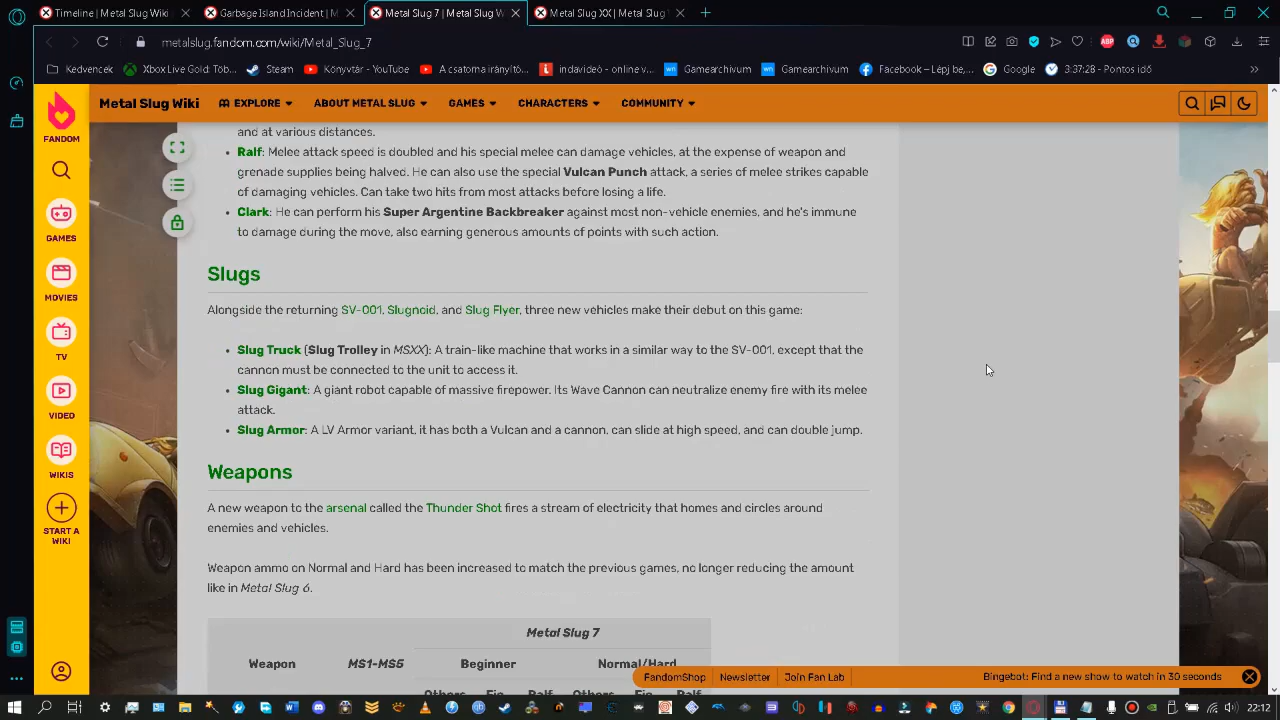 Timeline | Metal Slug Wiki
Garbage Island Incident | M
Metal Slug 7 | Metal Slug W
Metal Slug XX | Metal Slug
metalslug.fandom.com/wiki/Metal_Slug_7
ABP
Kedvencek
Xbox Live Gold: Töb...
Steam
Könyvtár - YouTube
A csatorna irányító...
indavideó - online v...
Gamearchivum
Gamearchivum
Facebook – Lépj be,...
Google
3:37:28 - Pontos idő
Metal Slug Wiki
EXPLORE
ABOUT METAL SLUG
GAMES
CHARACTERS
COMMUNITY
FANDOM
GAMES
MOVIES
TV
VIDEO
WIKIS
START A
WIKI
and at various distances.
Ralf: Melee attack speed is doubled and his special melee can damage vehicles, at the expense of weapon and
grenade supplies being halved. He can also use the special Vulcan Punch attack, a series of melee strikes capable
of damaging vehicles. Can take two hits from most attacks before losing a life.
Clark: He can perform his Super Argentine Backbreaker against most non-vehicle enemies, and he's immune
to damage during the move, also earning generous amounts of points with such action.
Slugs
Alongside the returning SV-001, Slugnoid, and Slug Flyer, three new vehicles make their debut on this game:
Slug Truck (Slug Trolley in MSXX): A train-like machine that works in a similar way to the SV-001, except that the
cannon must be connected to the unit to access it.
Slug Gigant: A giant robot capable of massive firepower. Its Wave Cannon can neutralize enemy fire with its melee
attack.
Slug Armor: A LV Armor variant, it has both a Vulcan and a cannon, can slide at high speed, and can double jump.
Weapons
A new weapon to the arsenal called the Thunder Shot fires a stream of electricity that homes and circles around
enemies and vehicles.
Weapon ammo on Normal and Hard has been increased to match the previous games, no longer reducing the amount
like in Metal Slug 6.
Metal Slug 7
Weapon MS1-MS5 Beginner Normal/Hard
Others Eic Ralf Others Eic Ralf
FandomShop
Newsletter
Join Fan Lab
Bingebot: Find a new show to watch in 30 seconds
22:12